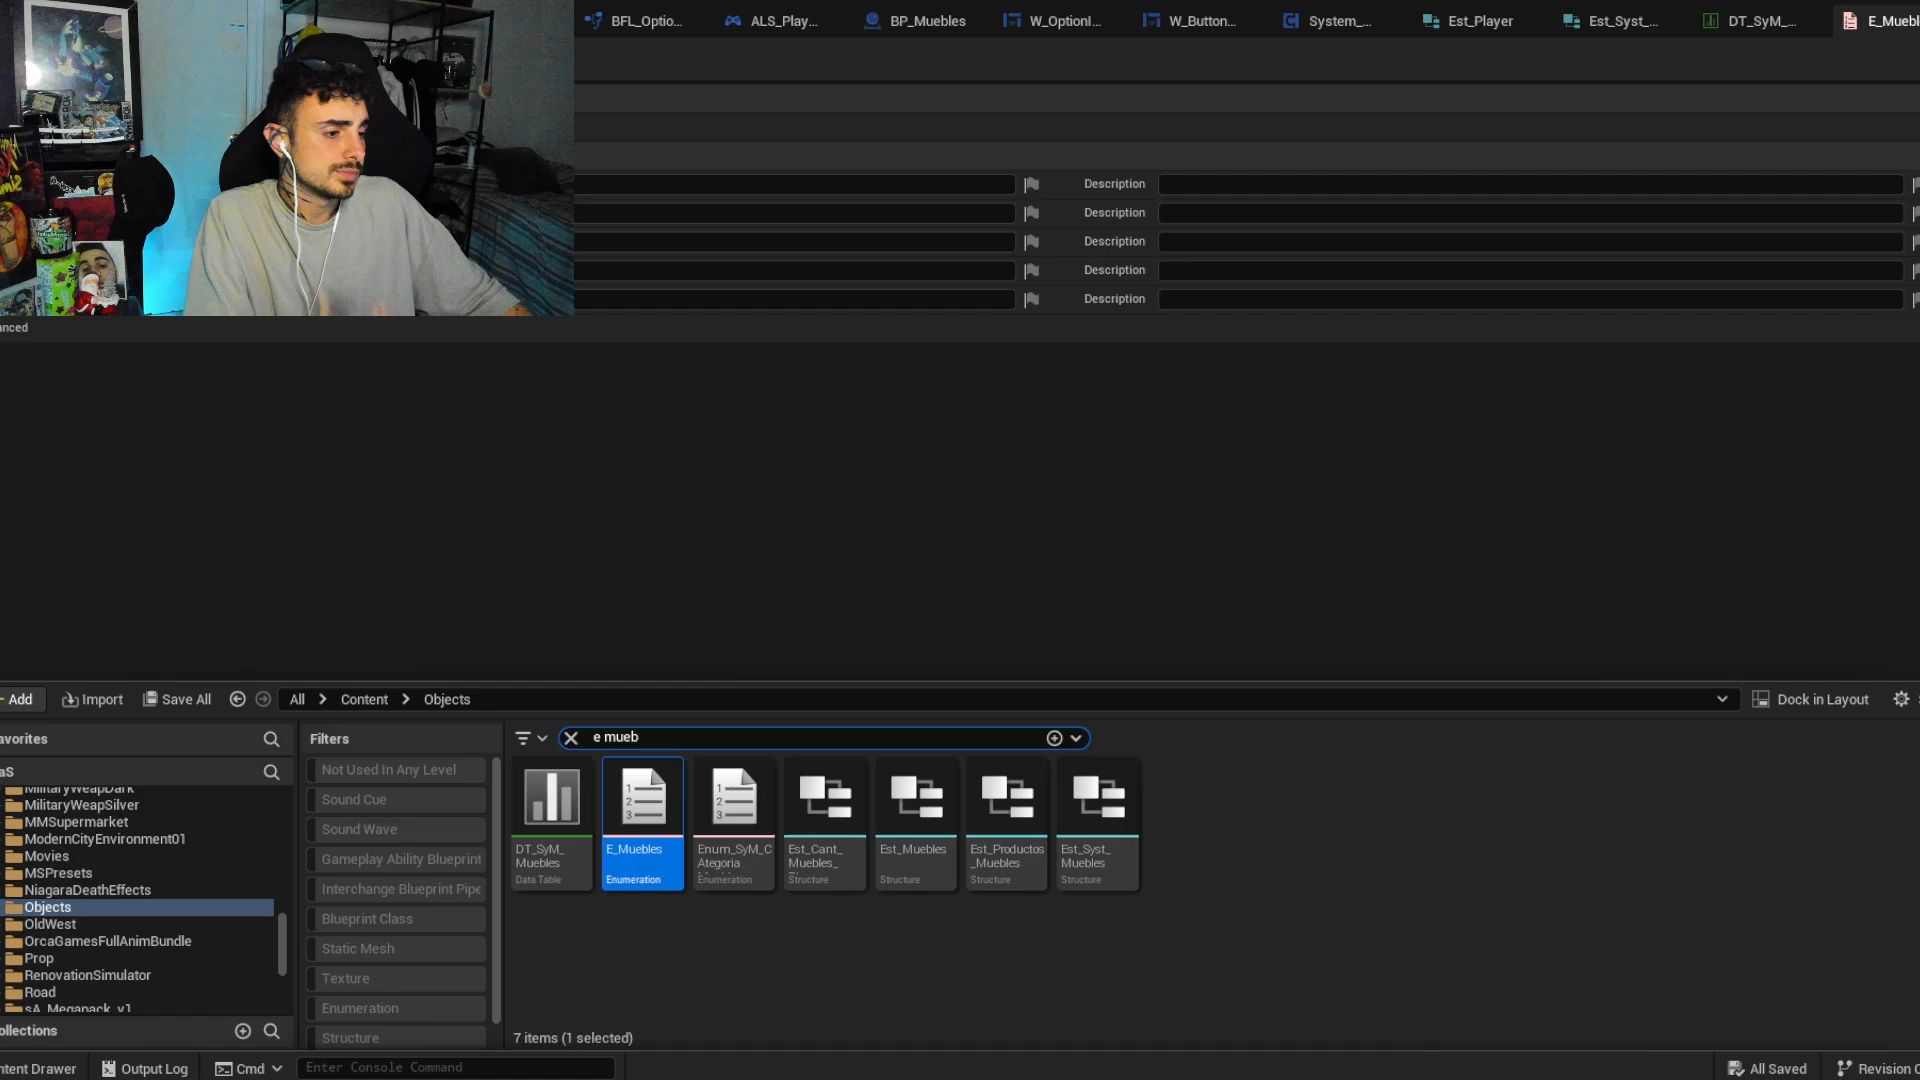 BFL_Optio...
ALS_Play...
BP_Muebles
W_OptionI...
W_Button...
System_...
Est_Player
Est_Syst_...
DT_SyM_...
E_Muebl
Description
Description
Description
Description
Description
anced
Add
Import
Save All
All
Content
Objects
Dock in Layout
avorites
Filters
e mueb
aS
MilitaryWeapDark
MilitaryWeapSilver
MMSupermarket
ModernCityEnvironment01
Movies
MSPresets
NiagaraDeathEffects
Objects
OldWest
OrcaGamesFullAnimBundle
Prop
RenovationSimulator
Road
sA_Megapack_v1
ollections
Not Used In Any Level
Sound Cue
Sound Wave
Gameplay Ability Blueprint
Interchange Blueprint Pipe
Blueprint Class
Static Mesh
Texture
Enumeration
Structure
DT_SyM_
Muebles
Data Table
E_Muebles
Enumeration
Enum_SyM_C
Ategoria
Enumeration
Est_Cant_
Muebles_
Structure
Est_Muebles
Structure
Est_Productos
_Muebles
Structure
Est_Syst_
Muebles
Structure
7 items (1 selected)
ntent Drawer
Output Log
Cmd
Enter Console Command
All Saved
Revision C